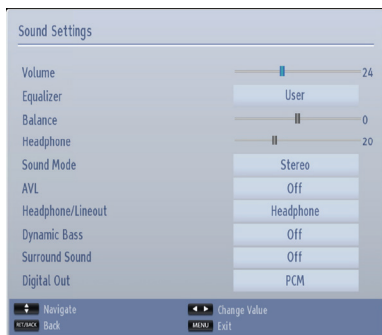 Sound Settings
Volume 24
Equalizer User
Balance 0
Headphone 20
Sound Mode Stereo
AVL Off
Headphone/Lineout Headphone
Dynamic Bass Off
Surround Sound Off
Digital Out PCM
Navigate Change Value
RET/BACK Back MENU Exit